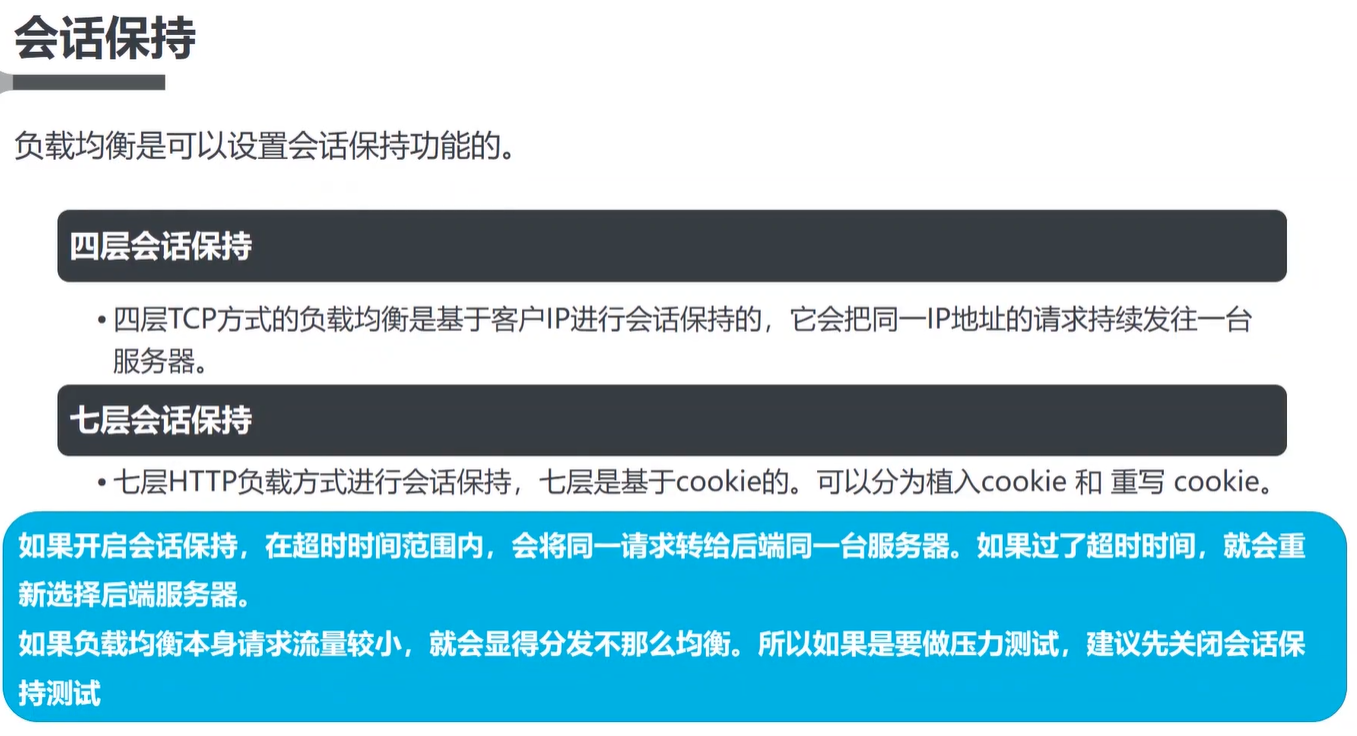 会话保持
负载均衡是可以设置会话保持功能的。
四层会话保持
• 四层TCP方式的负载均衡是基于客户IP进行会话保持的，它会把同一IP地址的请求持续发往一台
服务器。
七层会话保持
• 七层HTTP负载方式进行会话保持，七层是基于cookie的。可以分为植入cookie 和 重写 cookie。
如果开启会话保持，在超时时间范围内，会将同一请求转给后端同一台服务器。如果过了超时时间，就会重
新选择后端服务器。
如果负载均衡本身请求流量较小，就会显得分发不那么均衡。所以如果是要做压力测试，建议先关闭会话保
持测试